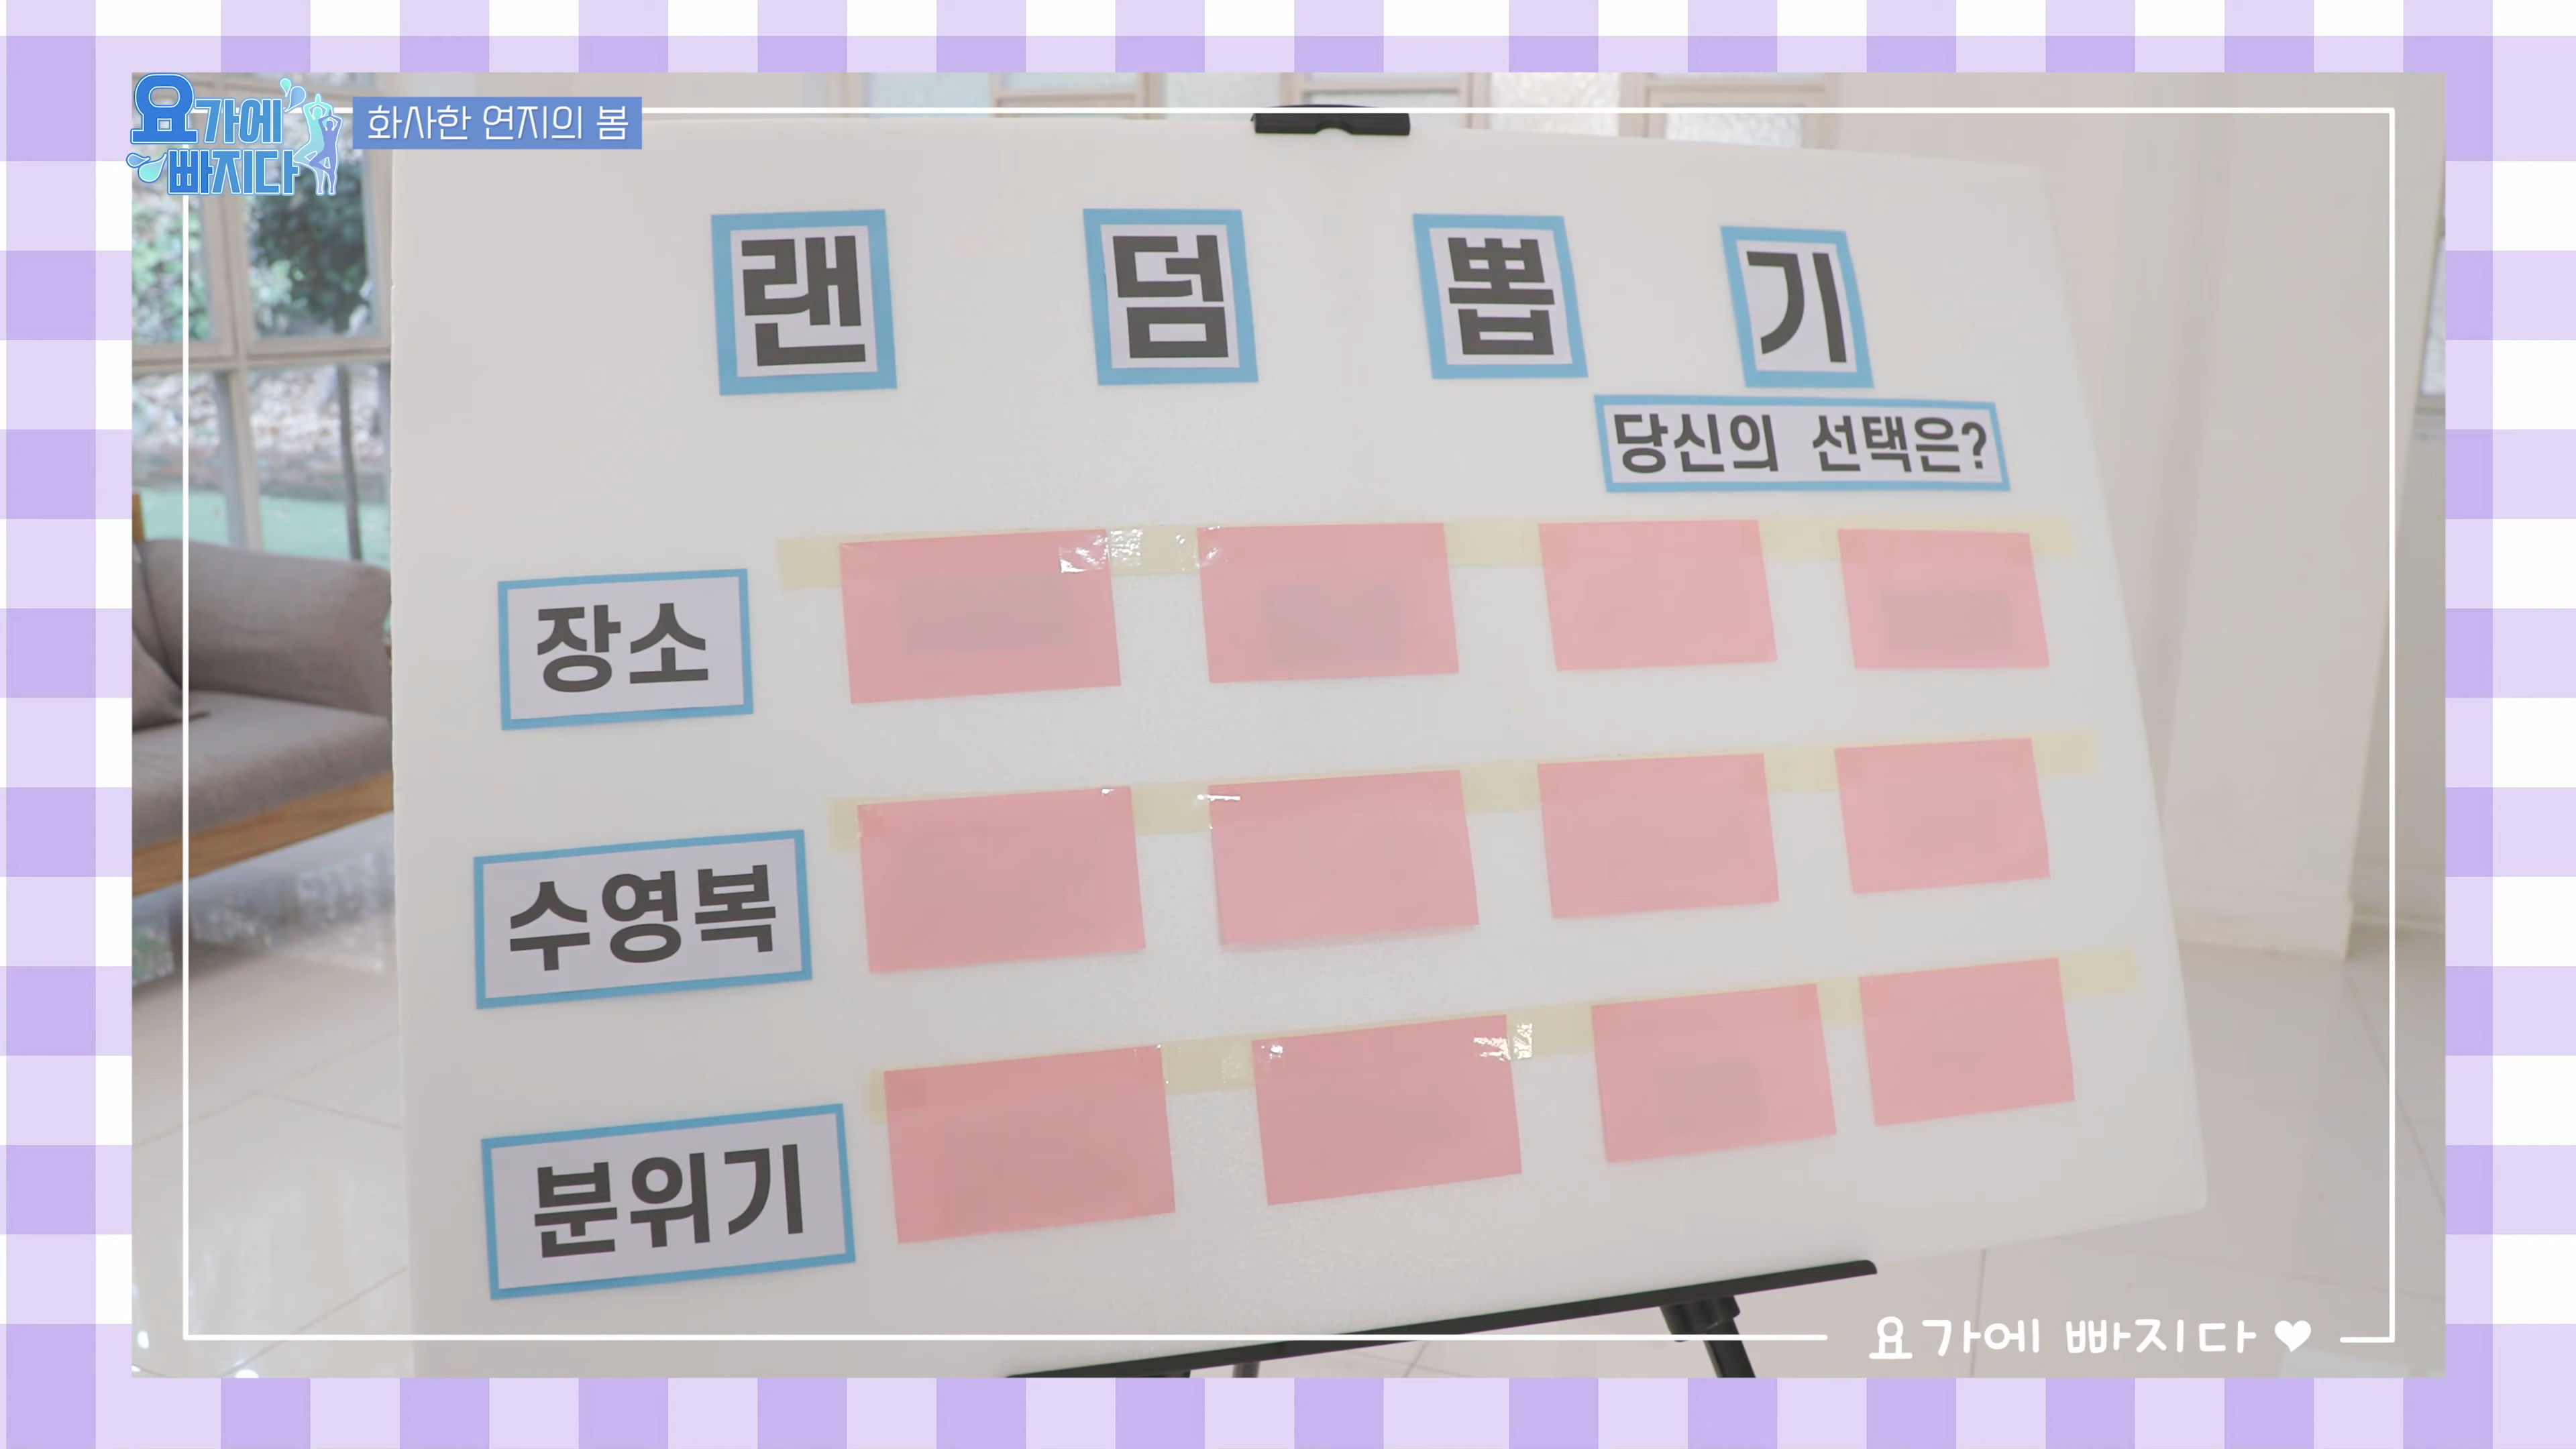 요가에
빠지다
화사한 연지의 봄
랜덤뽑기
당신의 선택은?
장소
수영복
분위기
요가에 빠지다